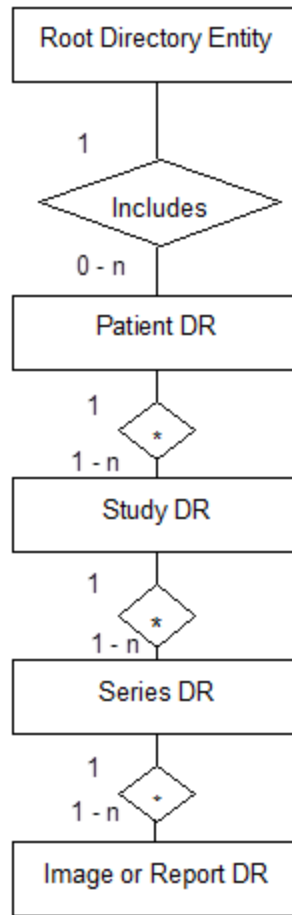 Root Directory Entity
1
Includes
0 - n
Patient DR
1
*
1 - n
Study DR
1
*
1 - n
Series DR
1
*
1 - n
Image or Report DR